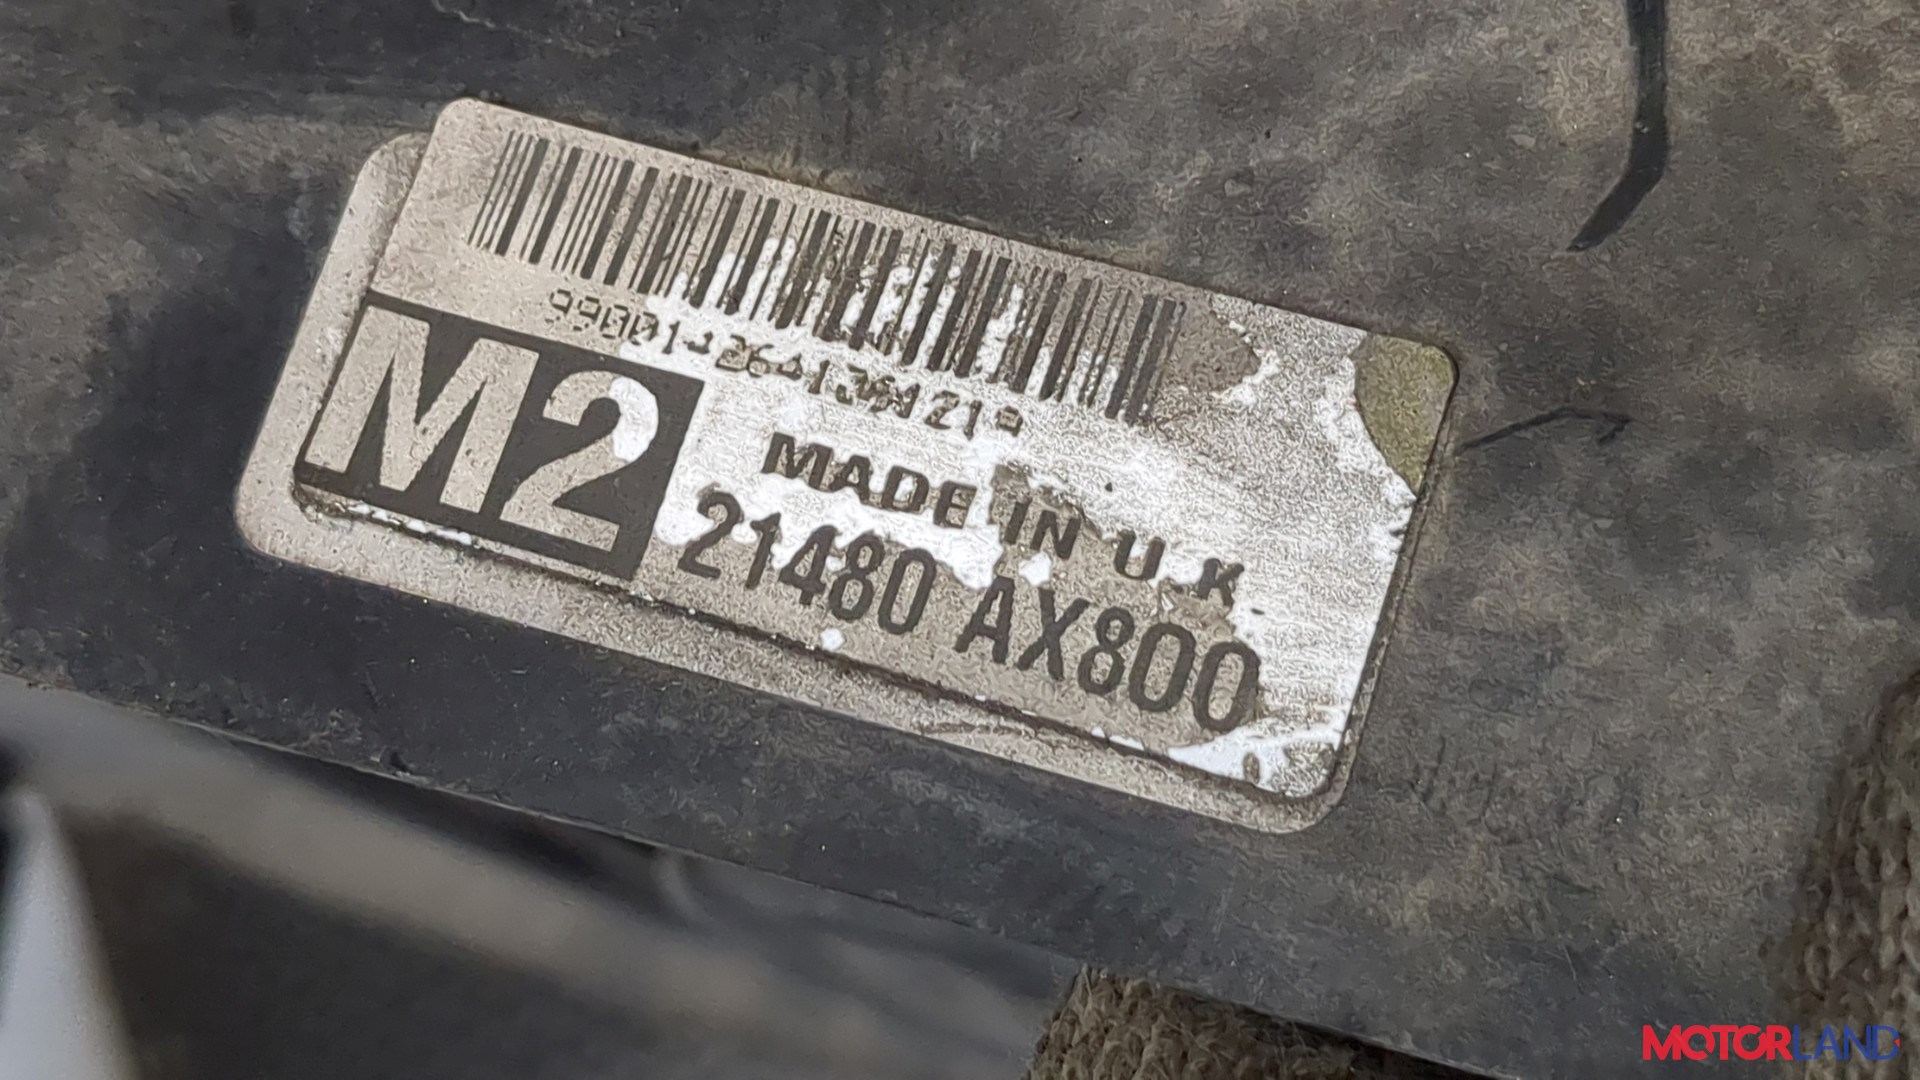 M2
MADE IN U.K.
21480 AX800
MOTORLAND